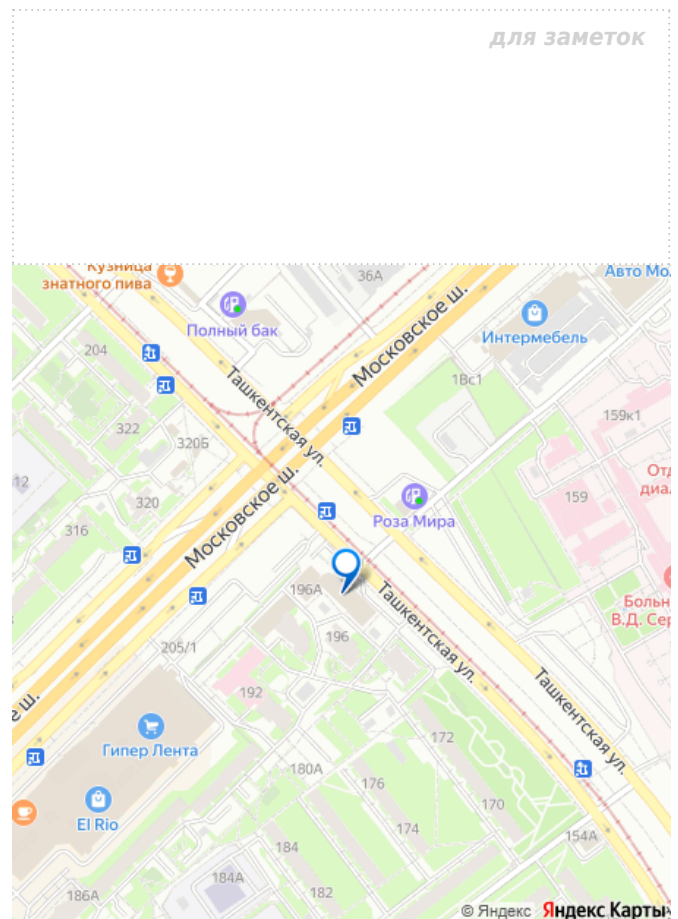 для заметок
Кузница
знатного пива
36А
Авто Мо
Полный бак
Интермебель
Московское ш.
204
1Вс1
Ташкентская ул.
322
3205
159к1
12
320
159
Отд
диа
316
Роза Мира
Московское ш.
196А
Больн
В.Д. Сер
Ташкентская ул.
196
205/1
192
Ташкентская ул.
е ш.
172
Гипер Лента
180А
176
170
El Rio
174
154А
184
184А
182
186А
© Яндекс Яндекс Карты